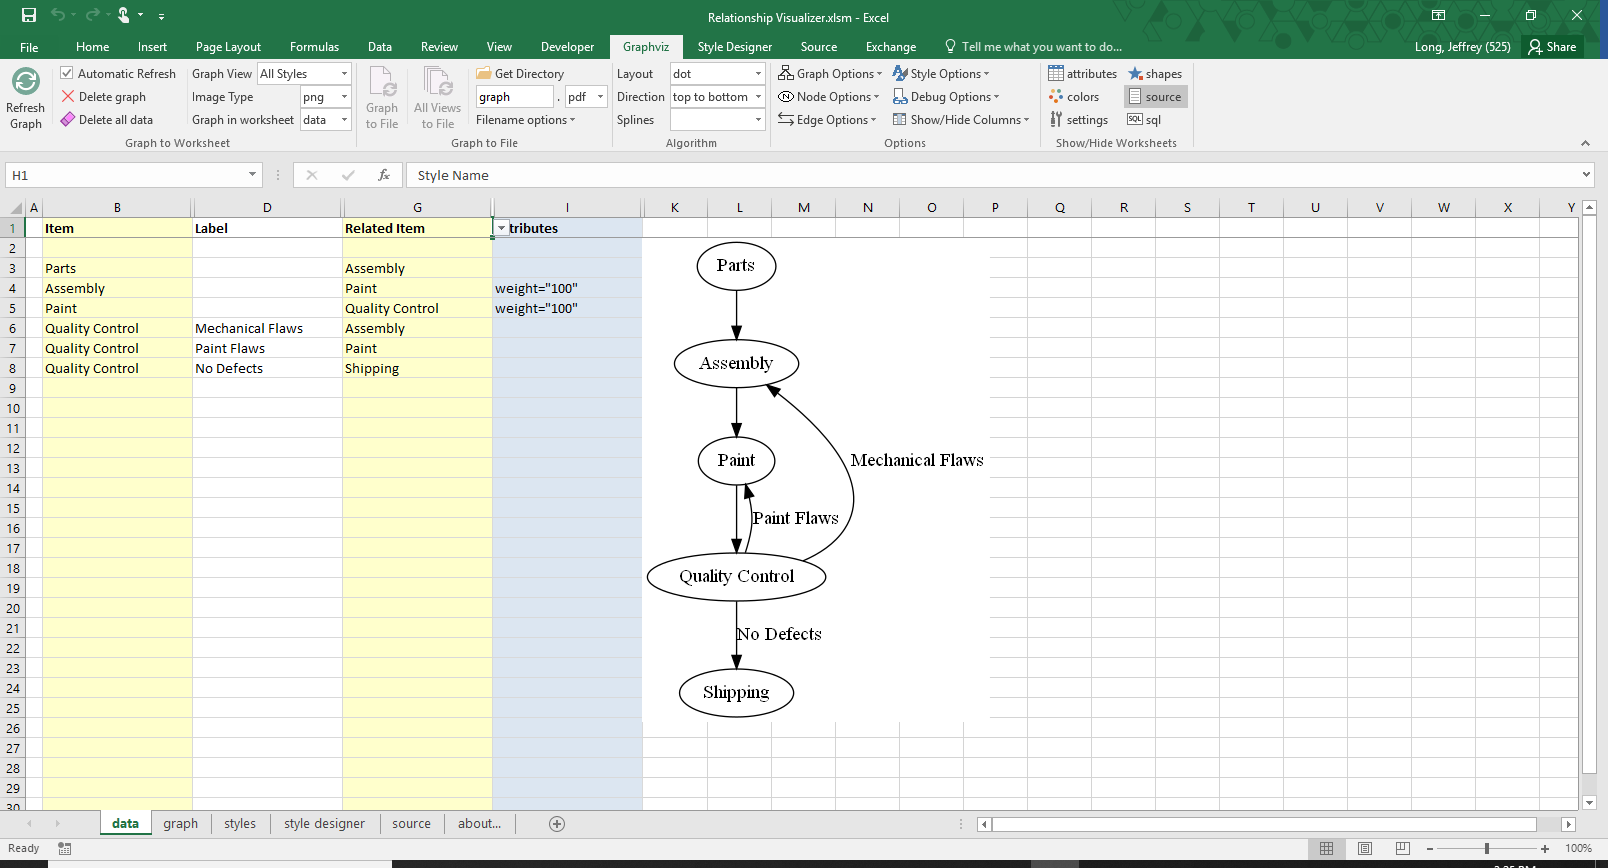 Relationship Visualizer.xlsm - Excel
File Home Insert Page Layout Formulas Data Review View Developer Graphviz Style Designer Source Exchange Tell me what you want to do... Long, Jeffrey (525) Share
Refresh Graph
Automatic Refresh
Delete graph
Delete all data
Graph View All Styles
Image Type png
Graph in worksheet data
Graph to Worksheet
Graph to File
All Views to File
Get Directory
graph . pdf
Filename options
Graph to File
Layout dot
Direction top to bottom
Splines
Algorithm
Graph Options
Node Options
Edge Options
Style Options
Debug Options
Show/Hide Columns
Options
attributes
colors
settings
shapes
source
SQL sql
Show/Hide Worksheets
H1 fx Style Name
A B D G I K L M N O P Q R S T U V W X Y
1 Item Label Related Item tributes
2
3 Parts Assembly
4 Assembly Paint weight="100"
5 Paint Quality Control weight="100"
6 Quality Control Mechanical Flaws Assembly
7 Quality Control Paint Flaws Paint
8 Quality Control No Defects Shipping
9
10
11
12
13
14
15
16
17
18
19
20
21
22
23
24
25
26
27
28
29
30
Parts
Assembly
Paint
Mechanical Flaws
Paint Flaws
Quality Control
No Defects
Shipping
data graph styles style designer source about...
Ready 100%